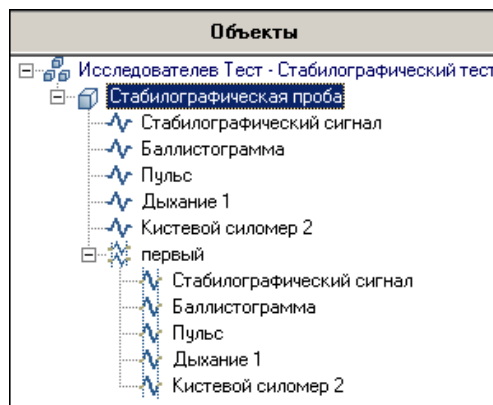 Объекты
Исследователев Тест - Стабилографический тест
Стабилографическая проба
Стабилографический сигнал
Баллистограмма
Пульс
Дыхание 1
Кистевой силомер 2
первый
Стабилографический сигнал
Баллистограмма
Пульс
Дыхание 1
Кистевой силомер 2